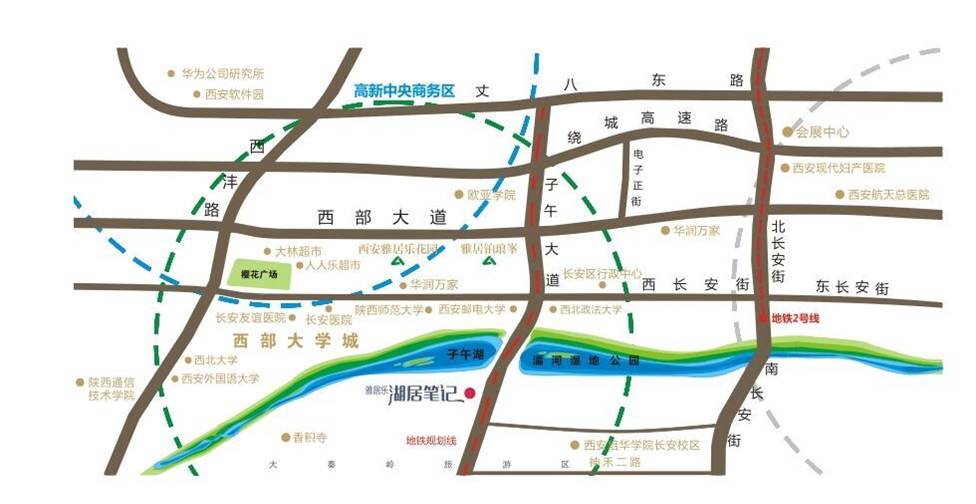 华为公司研究所
西安软件园
高新中央商务区
丈八东路
绕城高速路
会展中心
西沣路
电子正街
西安现代妇产医院
西安航天总医院
欧亚学院
子午大道
西部大道
华润万家
北长安街
大林超市
西安雅居乐花园
雅居铂琅峯
人人乐超市
樱花广场
长安区行政中心
华润万家
西长安街
东长安街
长安友谊医院
长安医院
陕西师范大学
西安邮电大学
西北政法大学
地铁2号线
西部大学城
子午湖
潏河湿地公园
西北大学
西安外国语大学
陕西通信
技术学院
雅居乐
湖居笔记
南长安街
香积寺
地铁规划线
西安培华学院长安校区
神禾二路
大秦岭旅游区